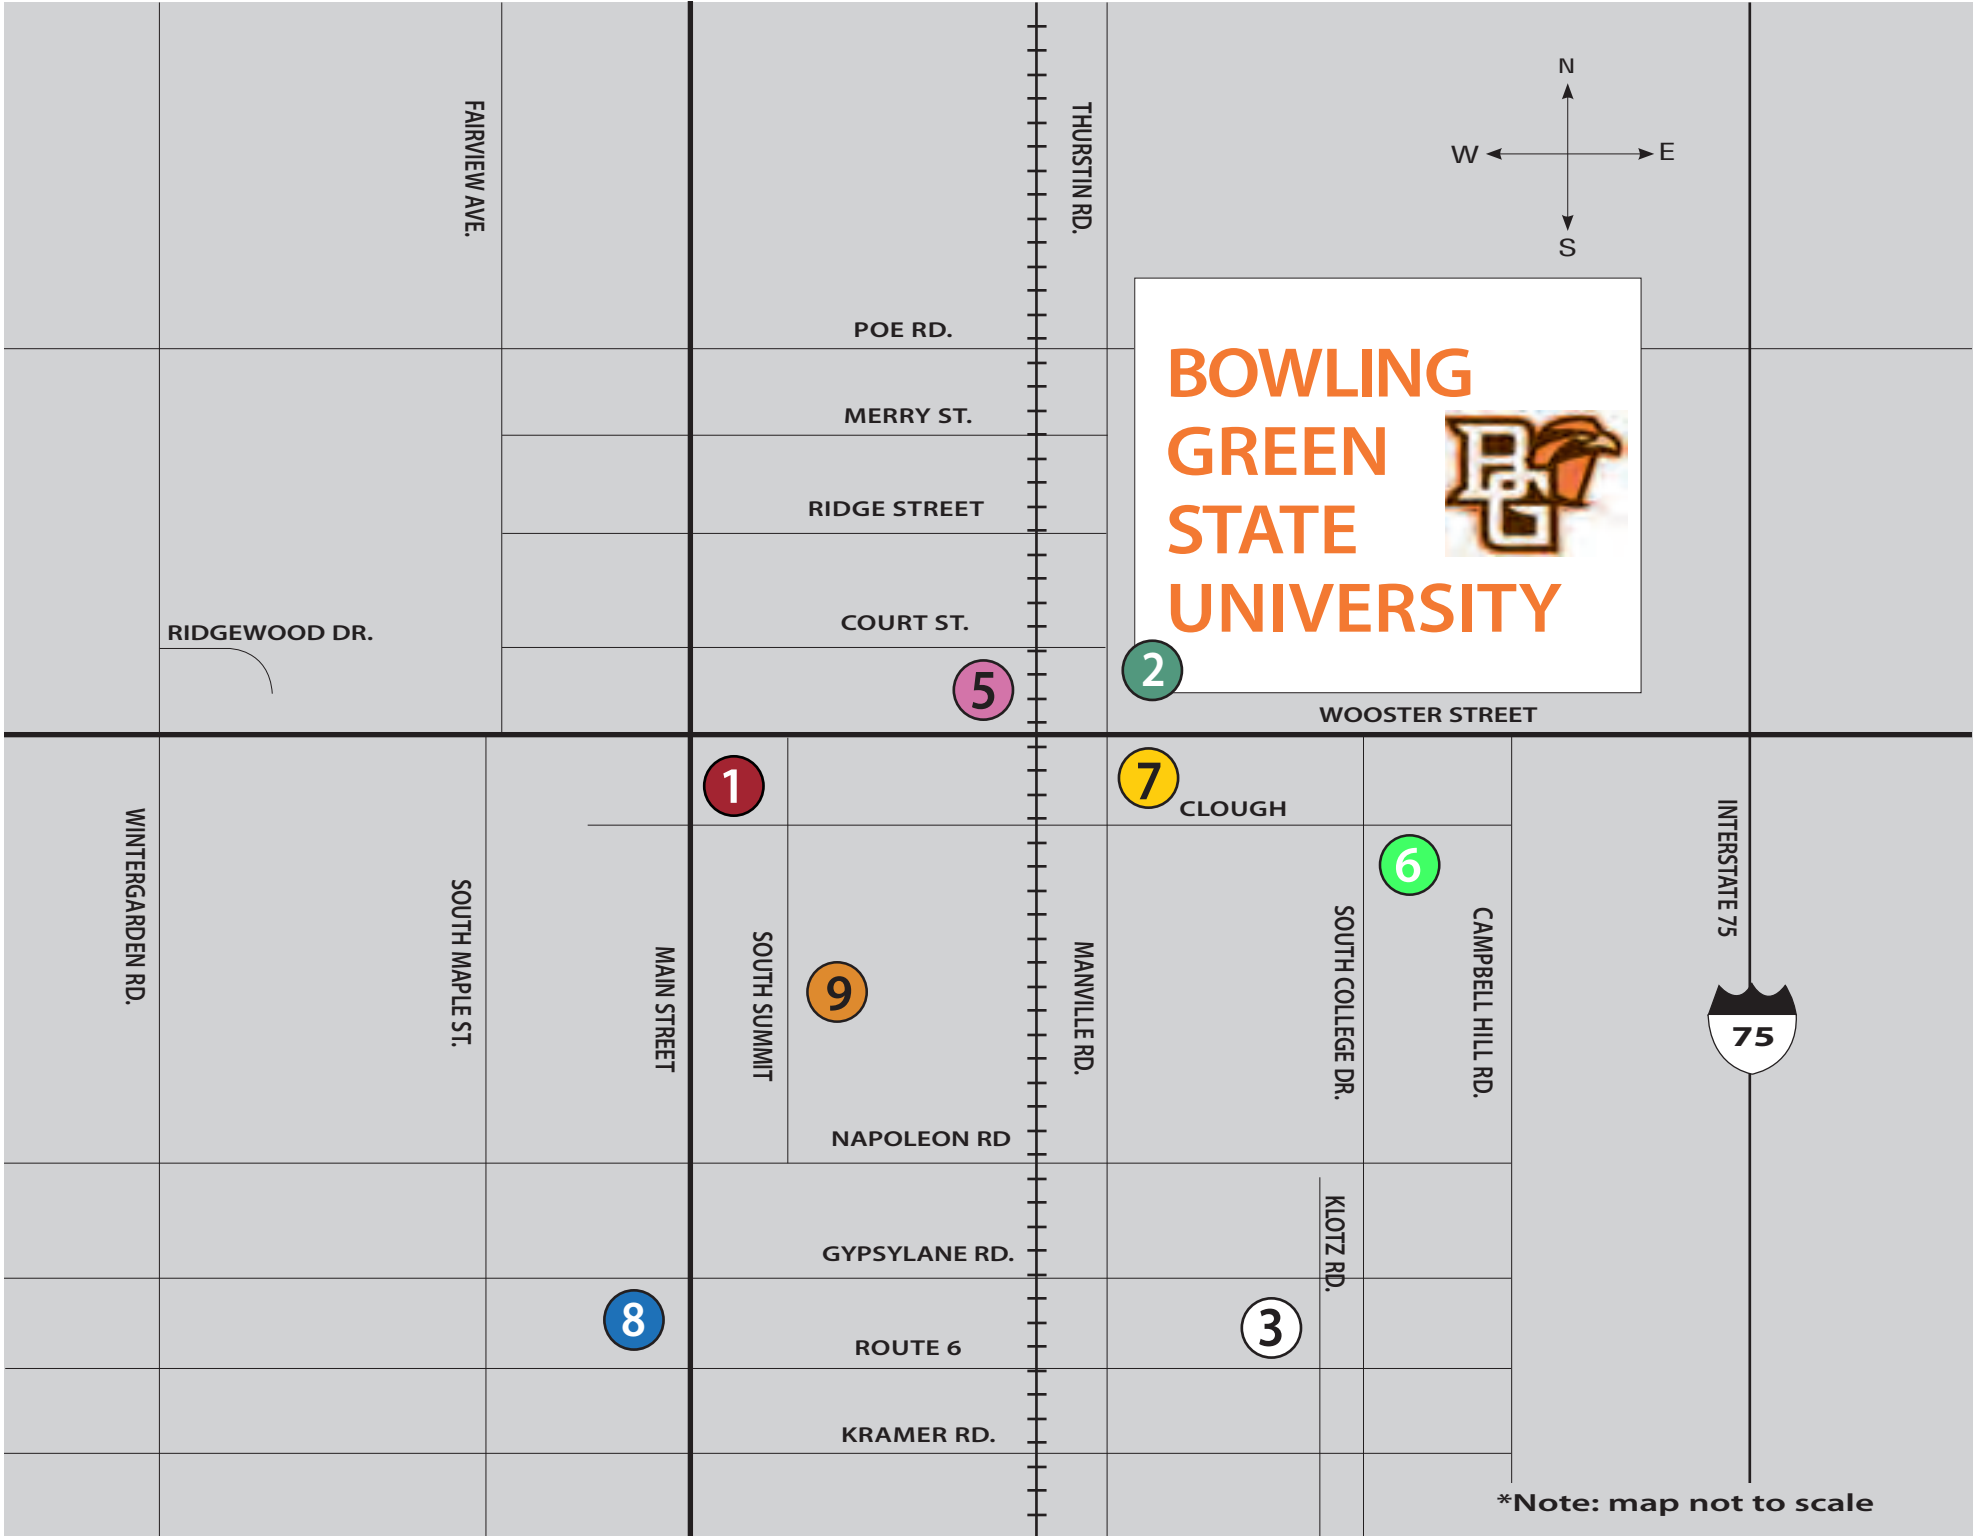 N
W
E
S
FAIRVIEW AVE.
THURSTIN RD.
POE RD.
BOWLING
GREEN
STATE
UNIVERSITY
BG
MERRY ST.
RIDGE STREET
COURT ST.
RIDGEWOOD DR.
5
2
WOOSTER STREET
1
7
CLOUGH
6
WINTERGARDEN RD.
SOUTH MAPLE ST.
MAIN STREET
SOUTH SUMMIT
9
MANVILLE RD.
SOUTH COLLEGE DR.
CAMPBELL HILL RD.
INTERSTATE 75
75
NAPOLEON RD
KLOTZ RD.
GYPSYLANE RD.
8
3
ROUTE 6
KRAMER RD.
*Note: map not to scale